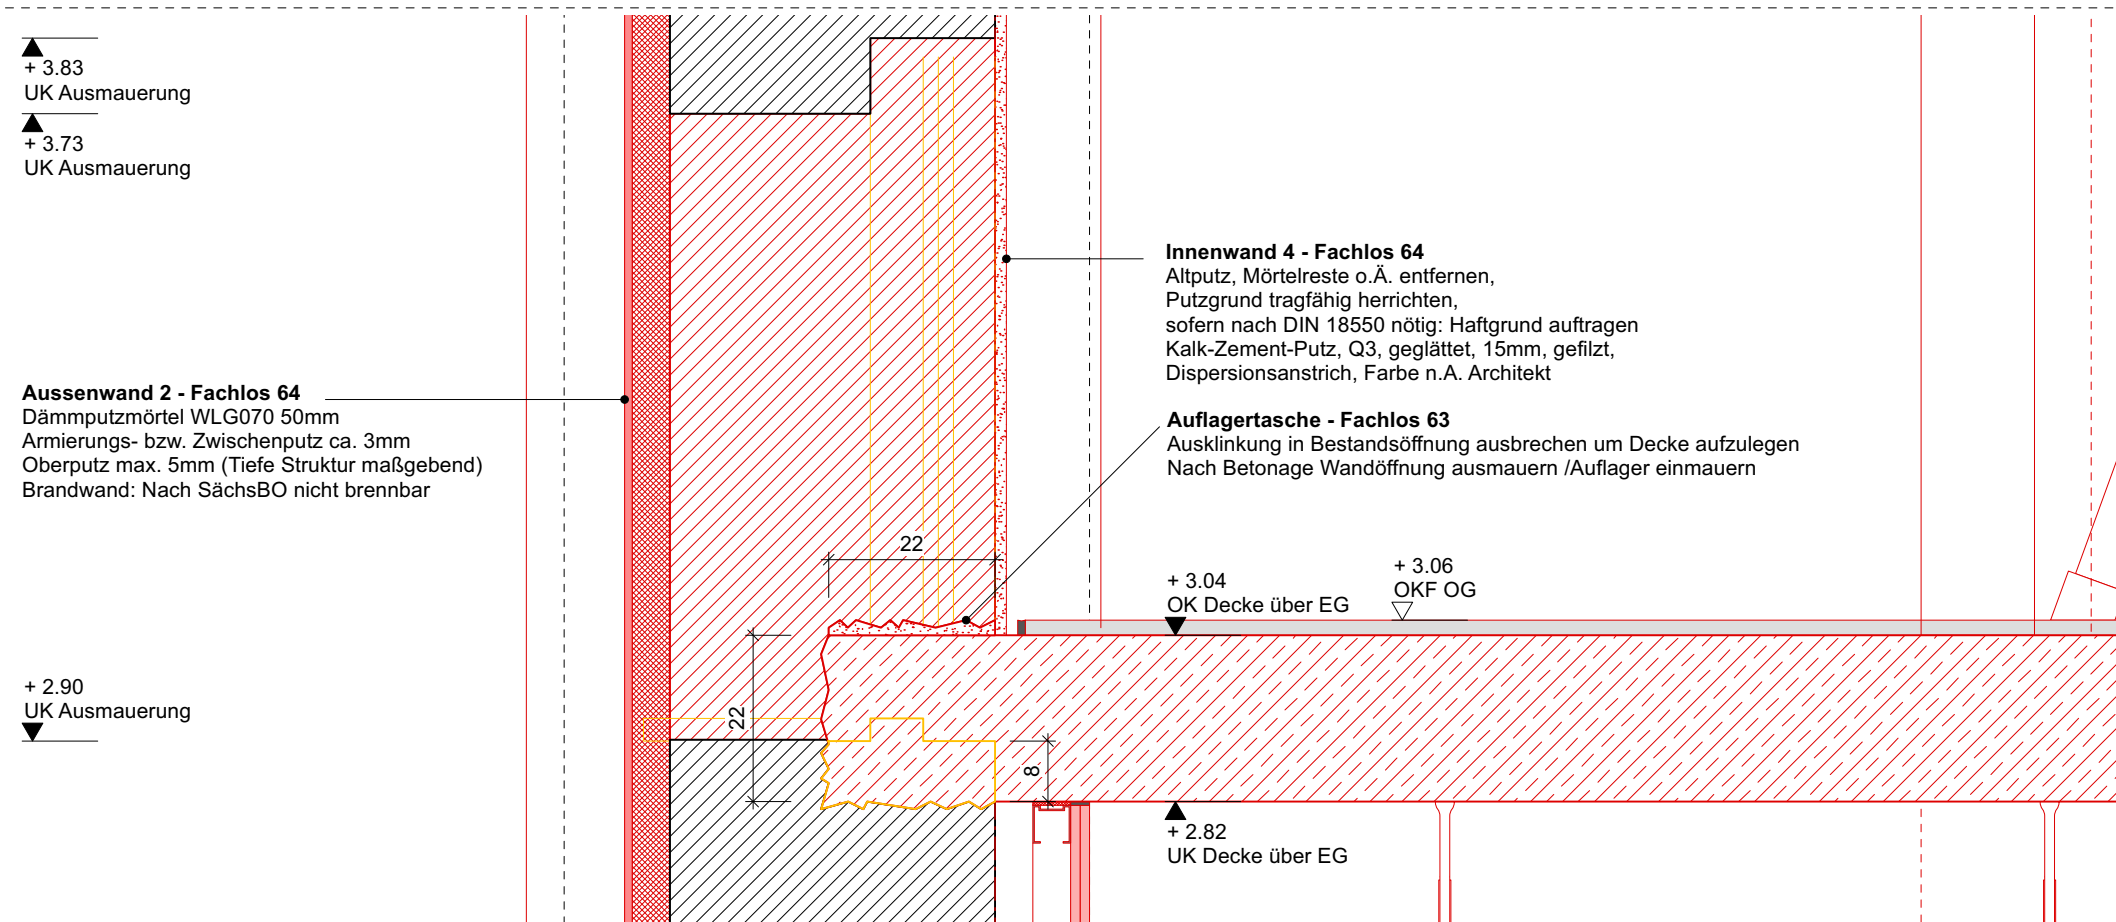 + 3.83
UK Ausmauerung
+ 3.73
UK Ausmauerung
Innenwand 4 - Fachlos 64
Altputz, Mörtelreste o.Ä. entfernen,
Putzgrund tragfähig herrichten,
sofern nach DIN 18550 nötig: Haftgrund auftragen
Kalk-Zement-Putz, Q3, geglättet, 15mm, gefilzt,
Dispersionsanstrich, Farbe n.A. Architekt
Aussenwand 2 - Fachlos 64
Dämmputzmörtel WLG070 50mm
Armierungs- bzw. Zwischenputz ca. 3mm
Oberputz max. 5mm (Tiefe Struktur maßgebend)
Brandwand: Nach SächsBO nicht brennbar
Auflagertasche - Fachlos 63
Ausklinkung in Bestandsöffnung ausbrechen um Decke aufzulegen
Nach Betonage Wandöffnung ausmauern /Auflager einmauern
22
+ 3.04
OK Decke über EG
+ 3.06
OKF OG
+ 2.90
UK Ausmauerung
22
8
+ 2.82
UK Decke über EG